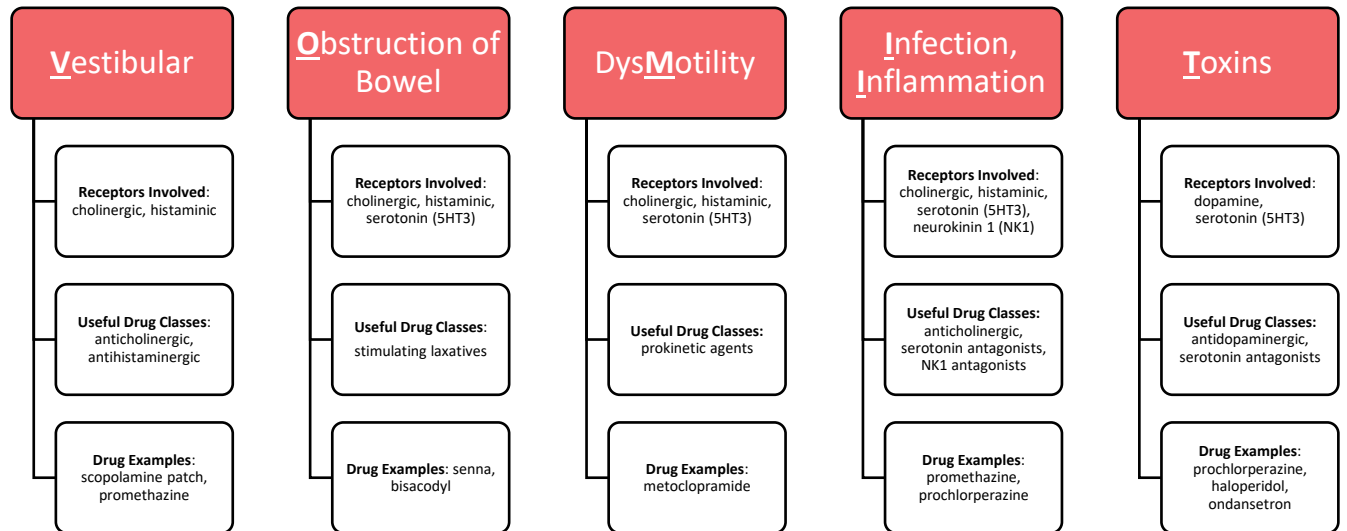 Vestibular
Receptors Involved:
cholinergic, histaminic
Useful Drug Classes:
anticholinergic,
antihistaminergic
Drug Examples:
scopolamine patch,
promethazine
Obstruction of
Bowel
Receptors Involved:
cholinergic, histaminic,
serotonin (5HT3)
Useful Drug Classes:
stimulating laxatives
Drug Examples: senna,
bisacodyl
DysMotility
Receptors Involved:
cholinergic, histaminic,
serotonin (5HT3)
Useful Drug Classes:
prokinetic agents
Drug Examples:
metoclopramide
Infection,
Inflammation
Receptors Involved:
cholinergic, histaminic,
serotonin (5HT3),
neurokinin 1 (NK1)
Useful Drug Classes:
anticholinergic,
serotonin antagonists,
NK1 antagonists
Drug Examples:
promethazine,
prochlorperazine
Toxins
Receptors Involved:
dopamine,
serotonin (5HT3)
Useful Drug Classes:
antidopaminergic,
serotonin antagonists
Drug Examples:
prochlorperazine,
haloperidol,
ondansetron